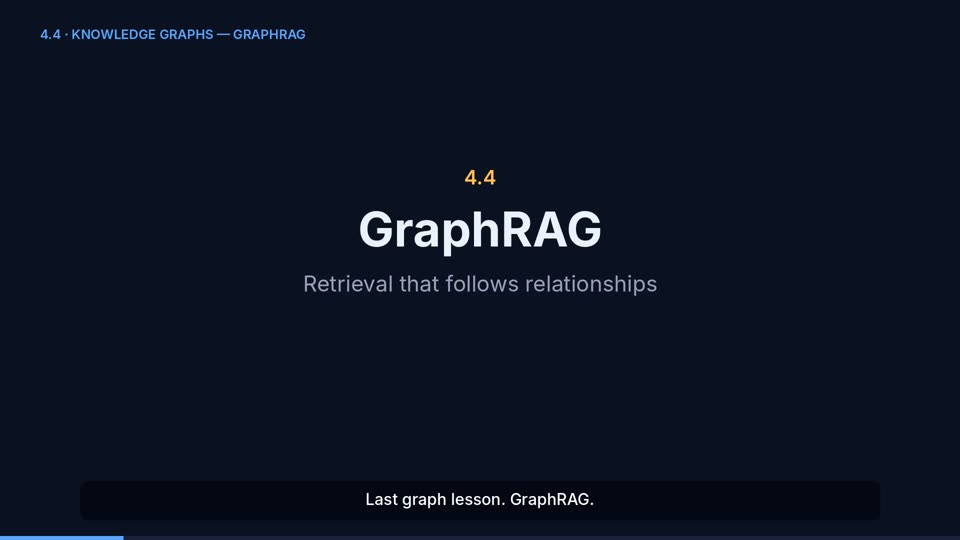 4.4 · KNOWLEDGE GRAPHS — GRAPHRAG
4.4
GraphRAG
Retrieval that follows relationships
Last graph lesson. GraphRAG.